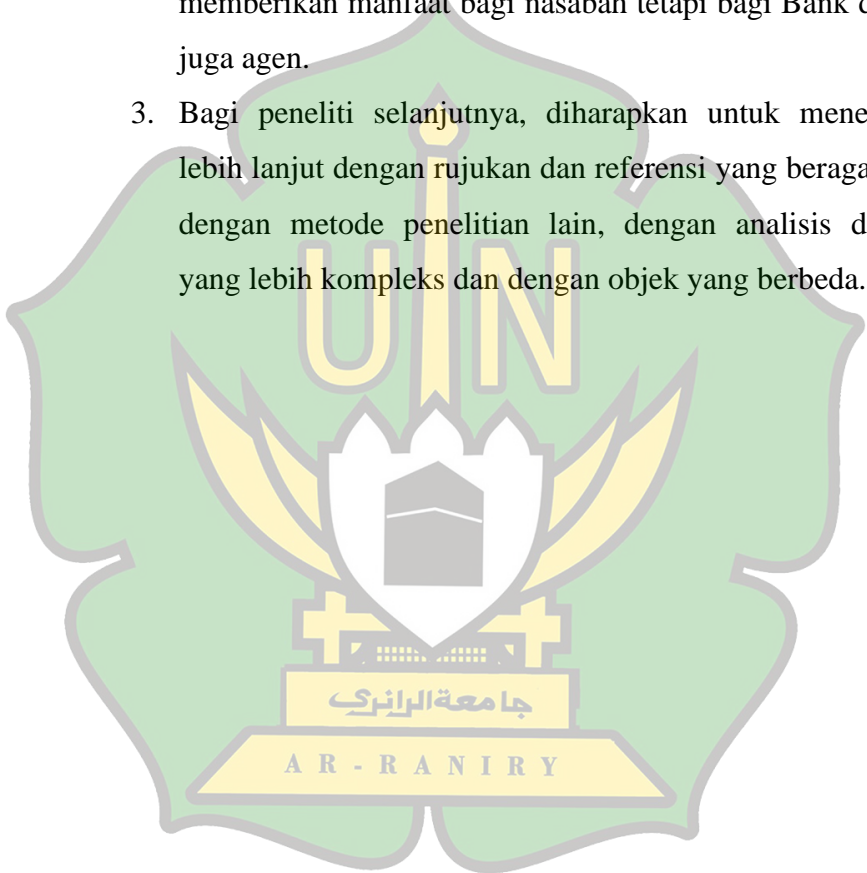 memberikan manfaat bagi nasabah tetapi bagi Bank d
juga agen.
3. Bagi peneliti selanjutnya, diharapkan untuk mene
lebih lanjut dengan rujukan dan referensi yang beraga
dengan metode penelitian lain, dengan analisis d
yang lebih kompleks dan dengan objek yang berbeda.
UIN
جامعةالرانري
AR-RANIRY